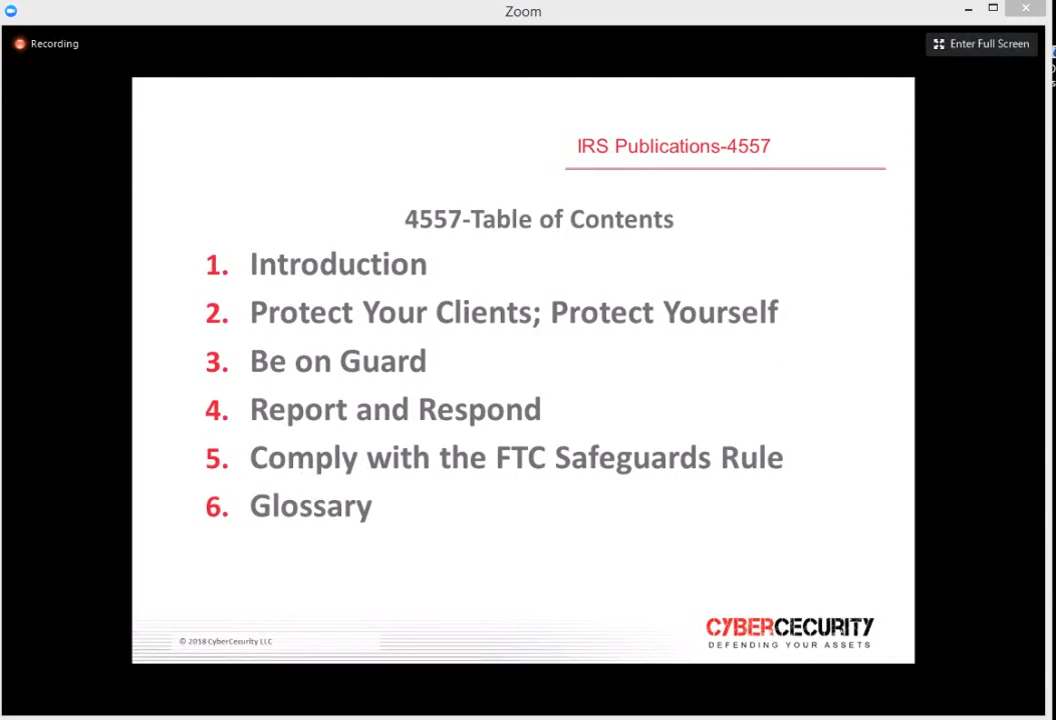 Zoom
Recording
Enter Full Screen
IRS Publications-4557
4557-Table of Contents
1. Introduction
2. Protect Your Clients; Protect Yourself
3. Be on Guard
4. Report and Respond
5. Comply with the FTC Safeguards Rule
6. Glossary
© 2018 CyberCecurity LLC
CYBERCECURITY
DEFENDING YOUR ASSETS